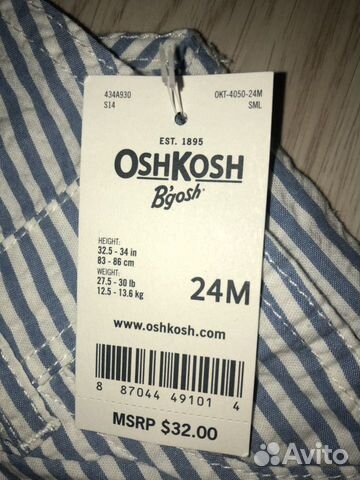 434A930
S14
OKT-4050-24M
SML
EST. 1895
OSHKOSH
B'gosh
HEIGHT:
32.5 - 34 in
83 - 86 cm
WEIGHT:
27.5 - 30 lb
12.5 - 13.6 kg
24M
www.oshkosh.com
8 87044 49101 4
MSRP $32.00
Avito